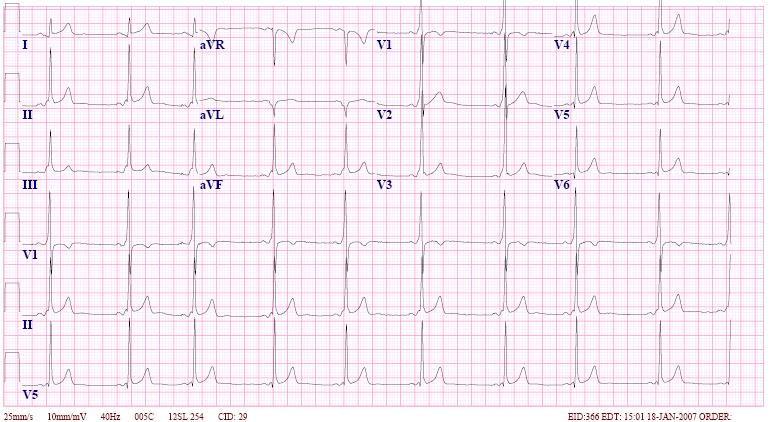 I aVR V1 V4
II aVL V2 V5
III aVF V3 V6
V1
II
V5
25mm/s 10mm/mV 40Hz 005C 12SL 254 CID: 29 EID:366 EDT: 15:01 18-JAN-2007 ORDER: